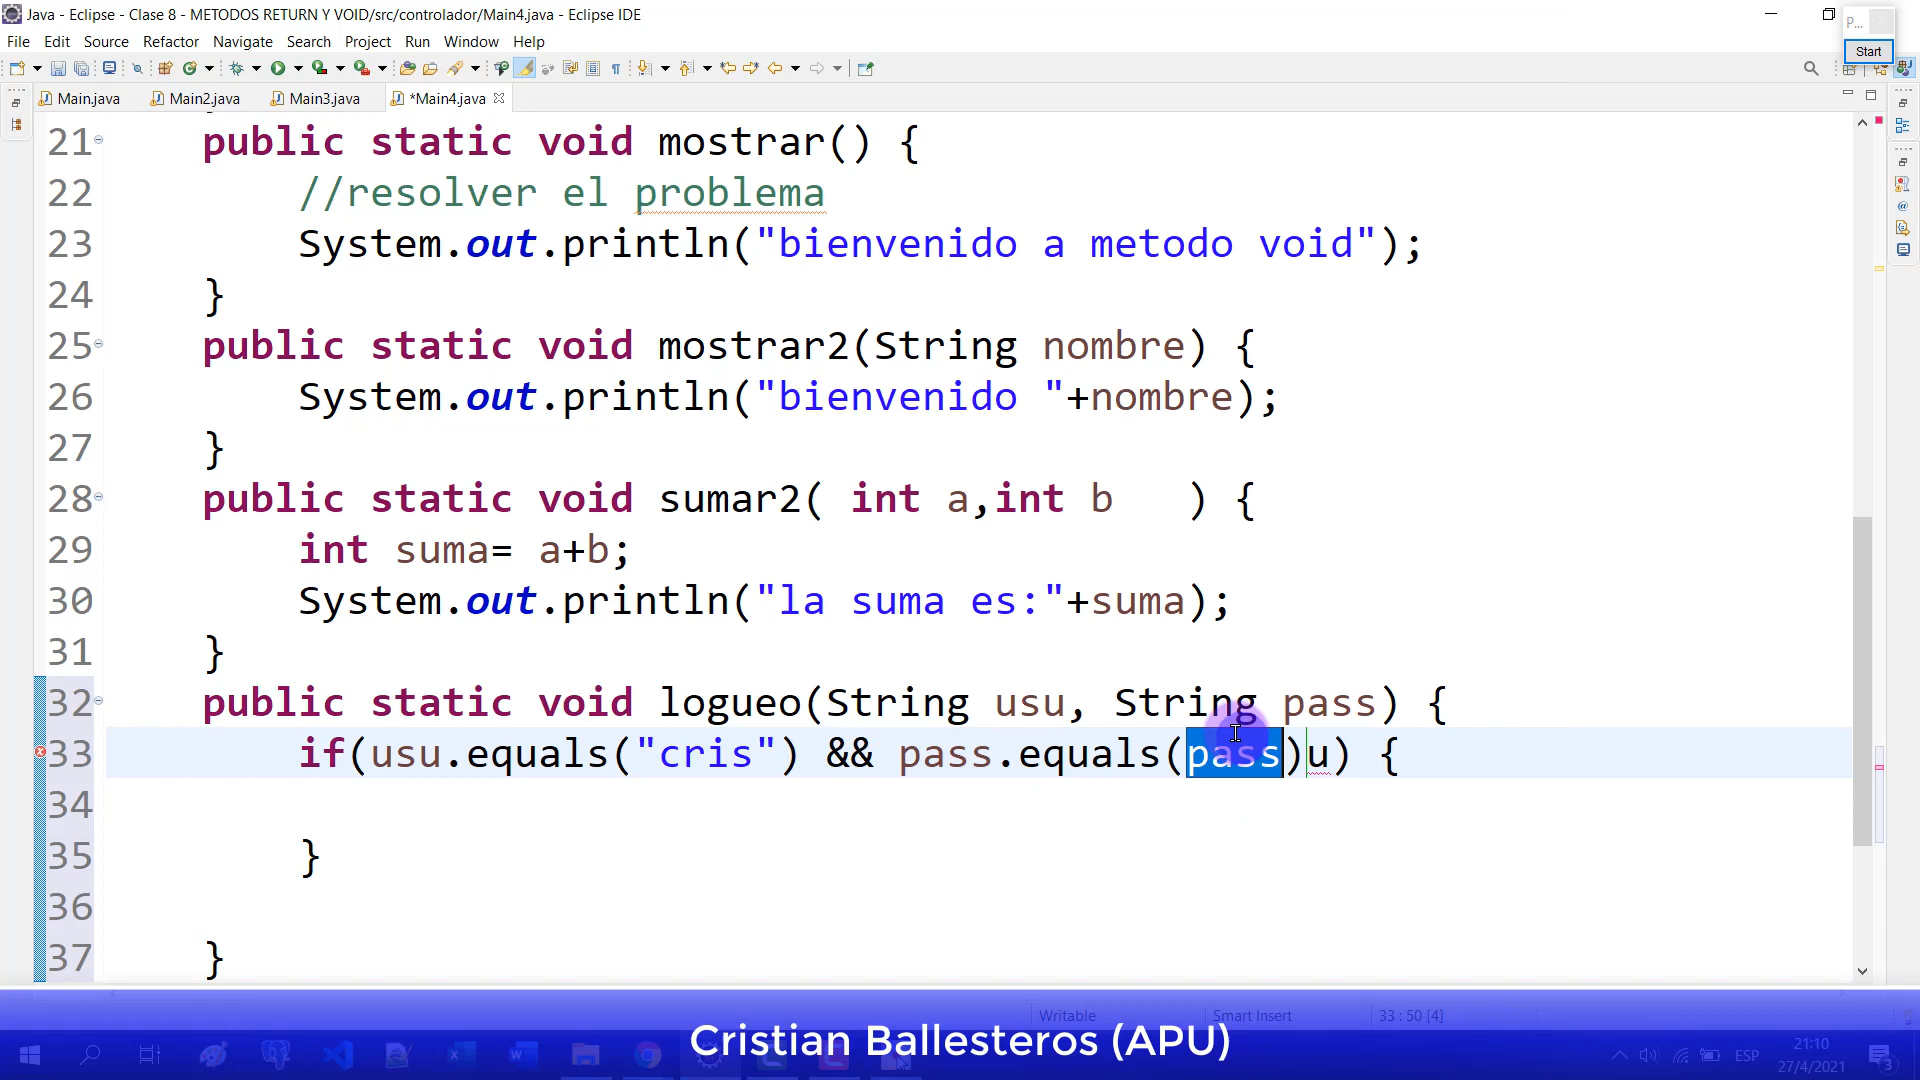 Java - Eclipse - Clase 8 - METODOS RETURN Y VOID/src/controlador/Main4.java - Eclipse IDE
P...
File Edit Source Refactor Navigate Search Project Run Window Help
Start
Main.java Main2.java Main3.java *Main4.java
21 public static void mostrar() {
22 //resolver el problema
23 System.out.println("bienvenido a metodo void");
24 }
25 public static void mostrar2(String nombre) {
26 System.out.println("bienvenido "+nombre);
27 }
28 public static void sumar2( int a,int b   ) {
29 int suma= a+b;
30 System.out.println("la suma es:"+suma);
31 }
32 public static void logueo(String usu, String pass) {
33 if(usu.equals("cris") && pass.equals(pass)u) {
34
35 }
36
37 }
Writable Smart Insert 33 : 50 [4]
Cristian Ballesteros (APU)
ESP
21:10
27/4/2021
3